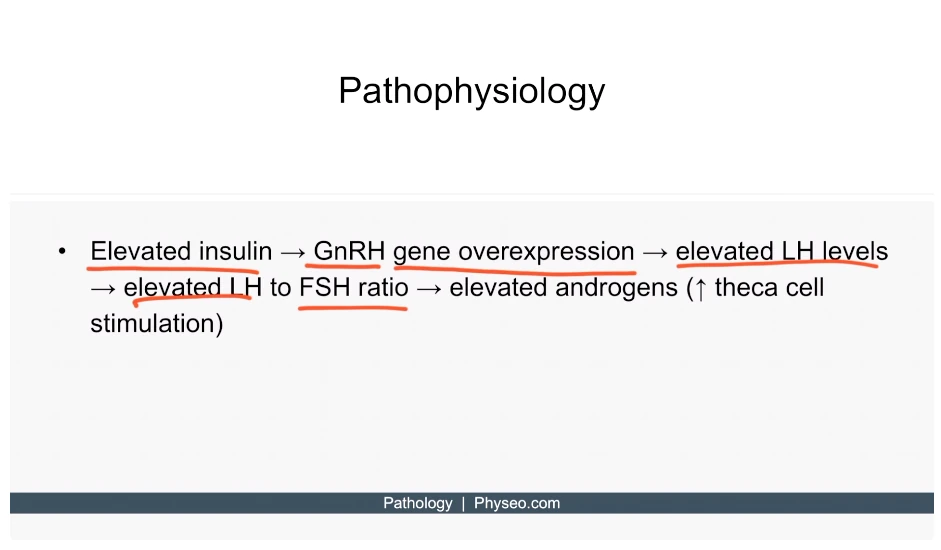 Pathophysiology
• Elevated insulin → GnRH gene overexpression → elevated LH levels
→ elevated LH to FSH ratio → elevated androgens (↑ theca cell
stimulation)
Pathology | Physeo.com